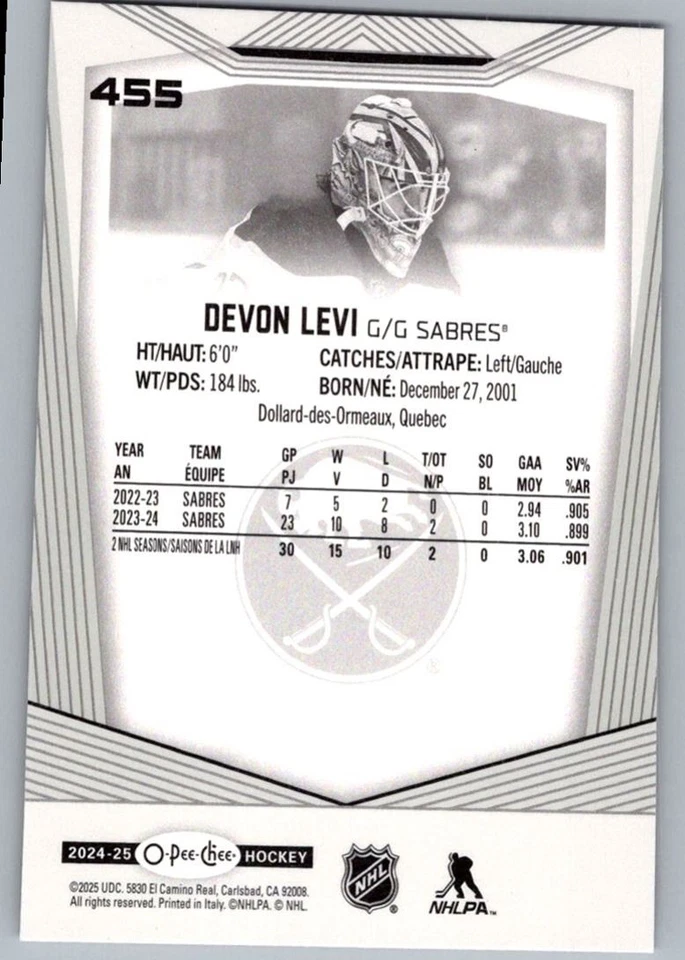 455
DEVON LEVI G/G SABRES®
HT/HAUT: 6'0" CATCHES/ATTRAPE: Left/Gauche
WT/PDS: 184 lbs. BORN/NÉ: December 27, 2001
Dollard-des-Ormeaux, Quebec
YEAR TEAM GP W L T/OT SO GAA SV%
AN ÉQUIPE PJ V D N/P BL MOY %AR
2022-23 SABRES 7 5 2 0 0 2.94 .905
2023-24 SABRES 23 10 8 2 0 3.10 .899
2 NHL SEASONS/SAISONS DE LA LNH 30 15 10 2 0 3.06 .901
2024-25 O-Pee-Chee® HOCKEY
©2025 UDC. 5830 El Camino Real, Carlsbad, CA 92008.
All rights reserved. Printed in Italy. ©NHLPA. © NHL.
NHL ®
NHLPA™